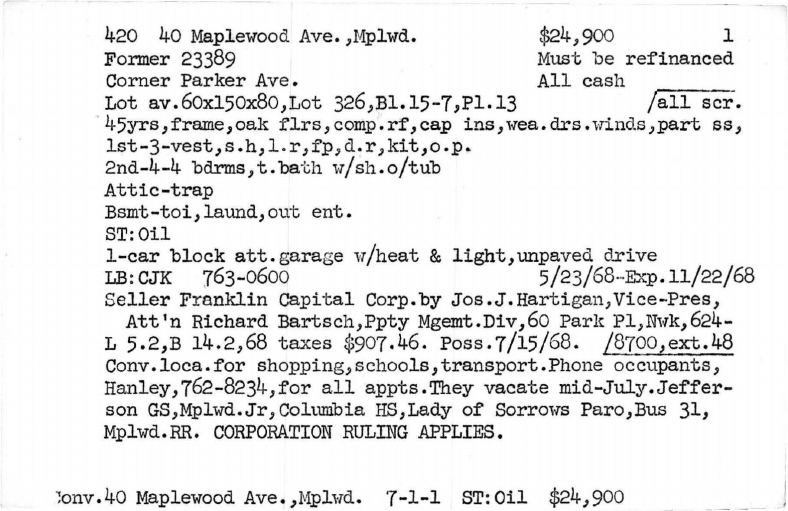 420 40 Maplewood Ave.,Mplwd. $24,900 1
Former 23389 Must be refinanced
Corner Parker Ave. All cash
Lot av.60x150x80,Lot 326,Bl.15-7,Pl.13 /all scr.
45yrs,frame,oak flrs,comp.rf,cap ins,wea.drs.winds,part ss,
1st-3-vest,s.h,l.r,fp,d.r,kit,o.p.
2nd-4-4 bdrms,t.bath w/sh.o/tub
Attic-trap
Bsmt-toi,laund,out ent.
ST:Oil
1-car block att.garage w/heat & light,unpaved drive
LB:CJK 763-0600 5/23/68-Exp.11/22/68
Seller Franklin Capital Corp.by Jos.J.Hartigan,Vice-Pres,
Att'n Richard Bartsch,Ppty Mgemt.Div,60 Park Pl,Nwk,624-
L 5.2,B 14.2,68 taxes $907.46. Poss.7/15/68. /8700,ext.48
Conv.loca.for shopping,schools,transport.Phone occupants,
Hanley,762-8234,for all appts.They vacate mid-July.Jeffer-
son GS,Mplwd.Jr,Columbia HS,Lady of Sorrows Paro,Bus 31,
Mplwd.RR. CORPORATION RULING APPLIES.
Conv.40 Maplewood Ave.,Mplwd. 7-1-1 ST:Oil $24,900